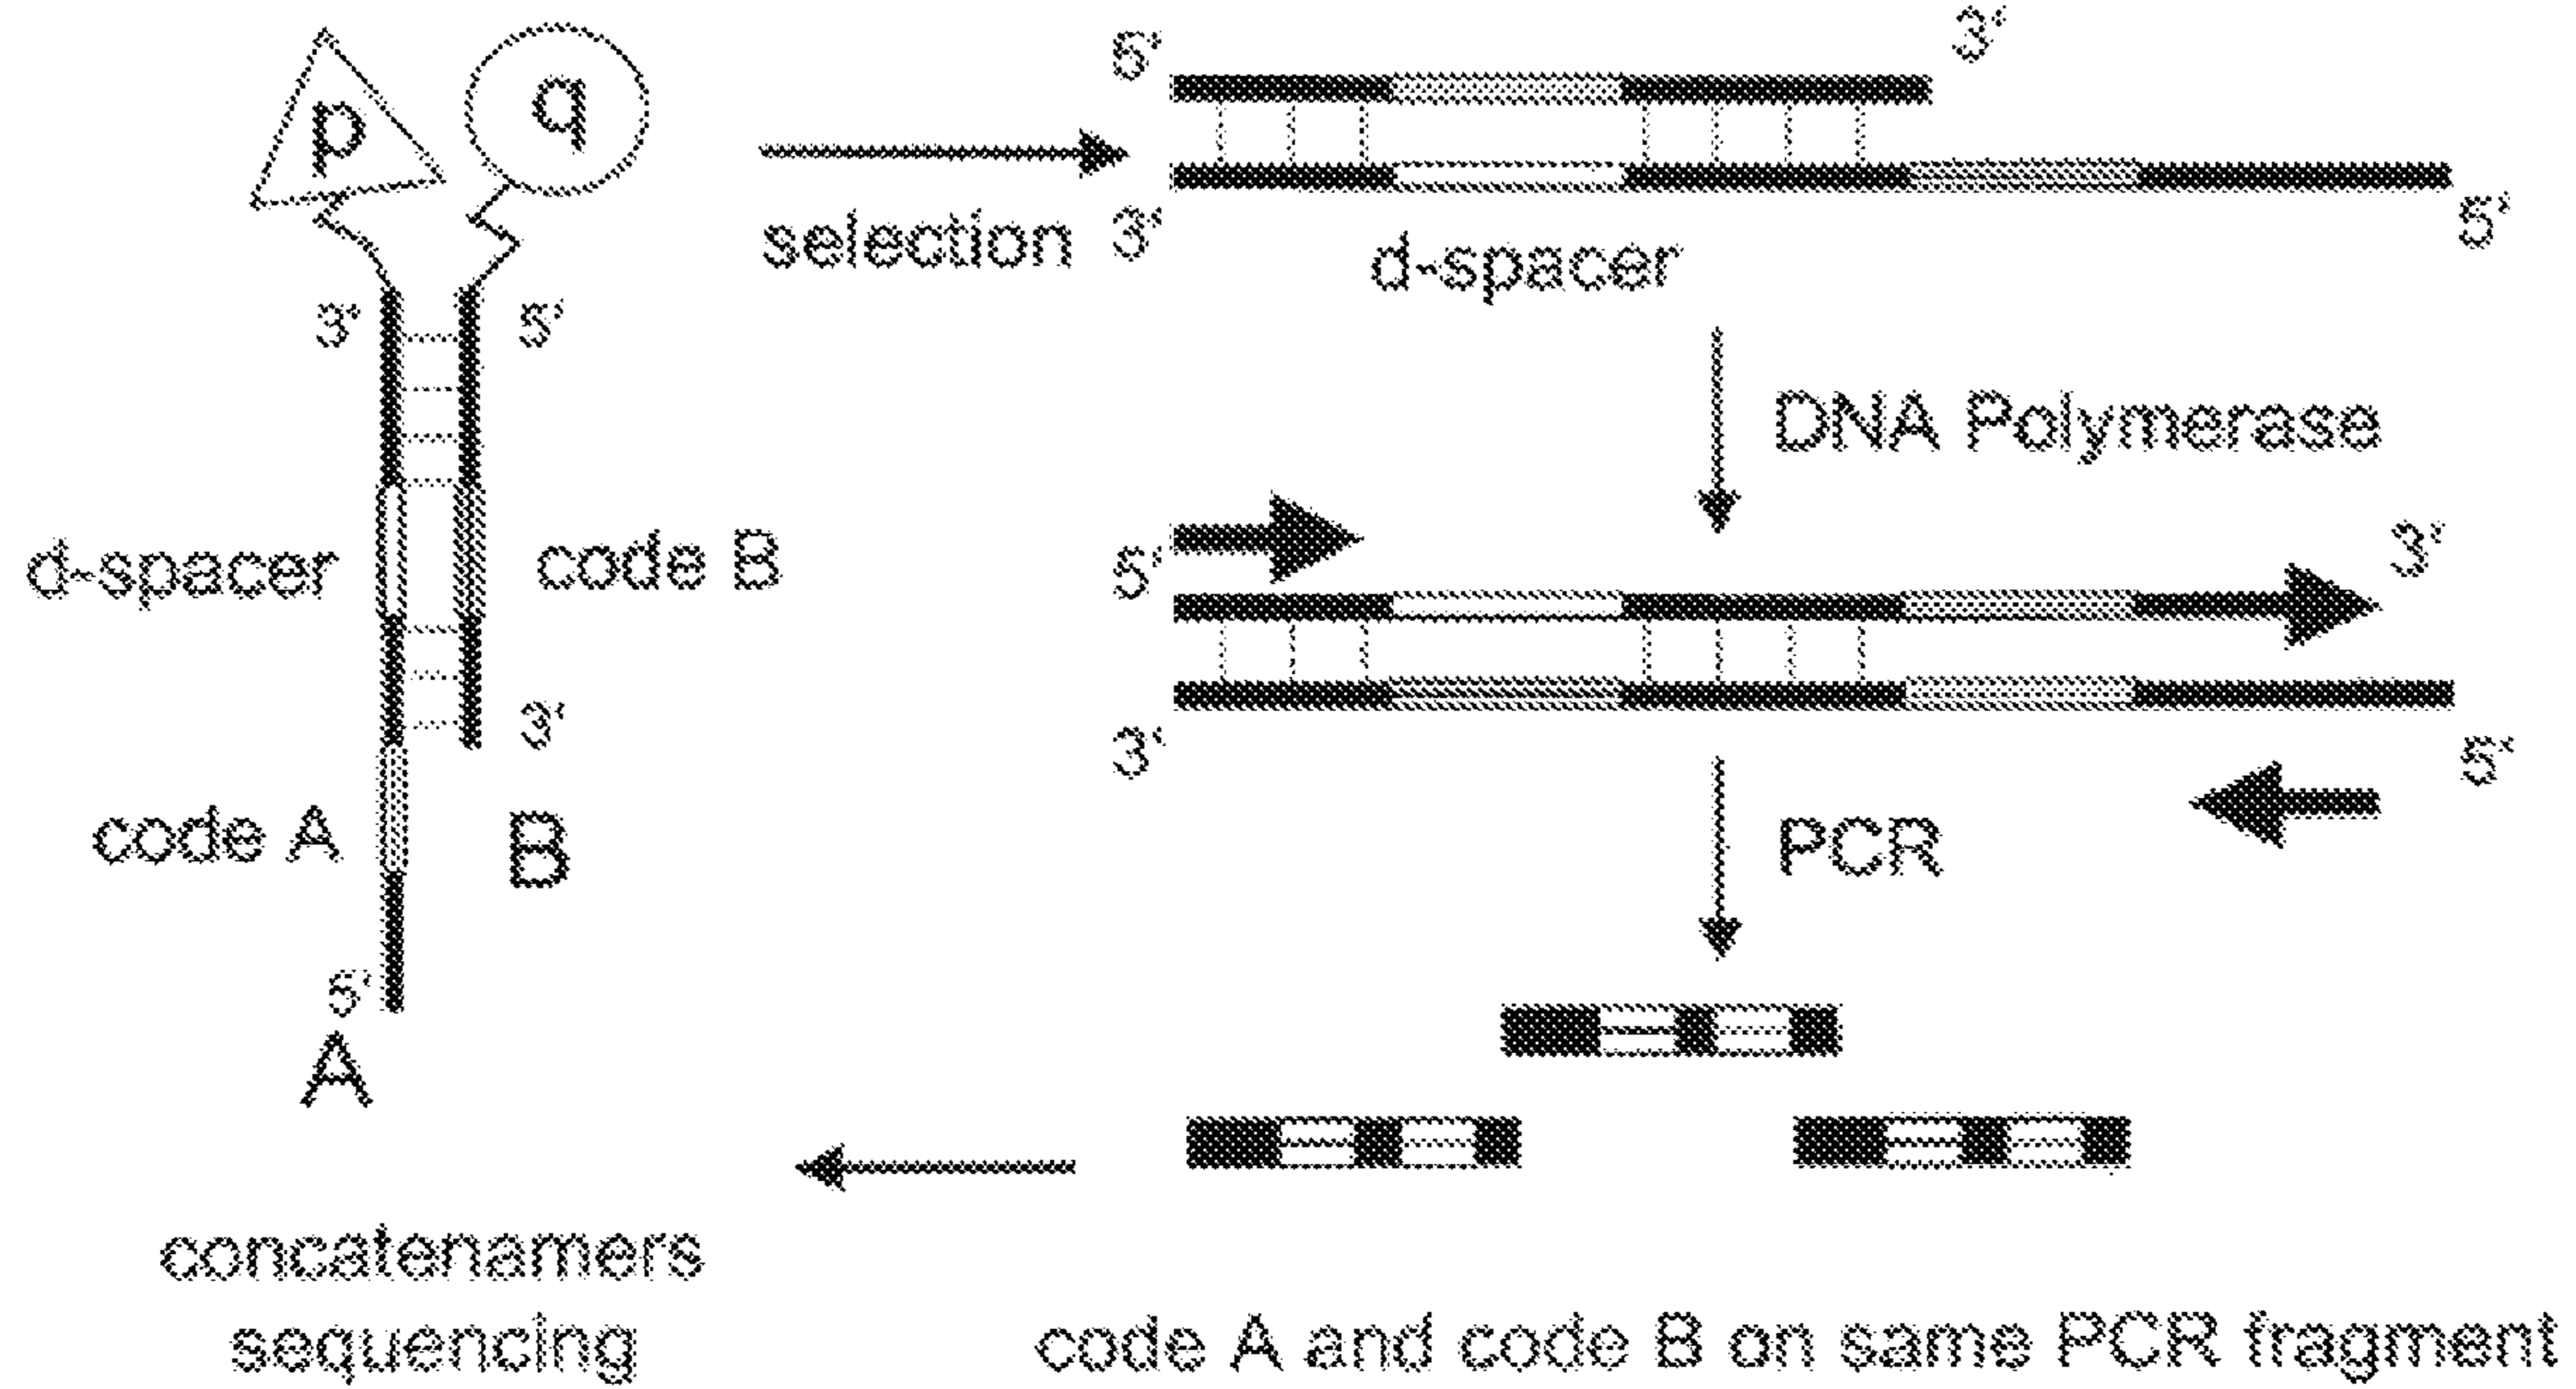 p
q
5'
3'
selection
3'
5'
d-spacer
3'
5'
DNA Polymerase
d-spacer
code B
5'
3'
3'
3'
5'
code A
B
PCR
5'
A
concatenamers
sequencing
code A and code B on same PCR fragment